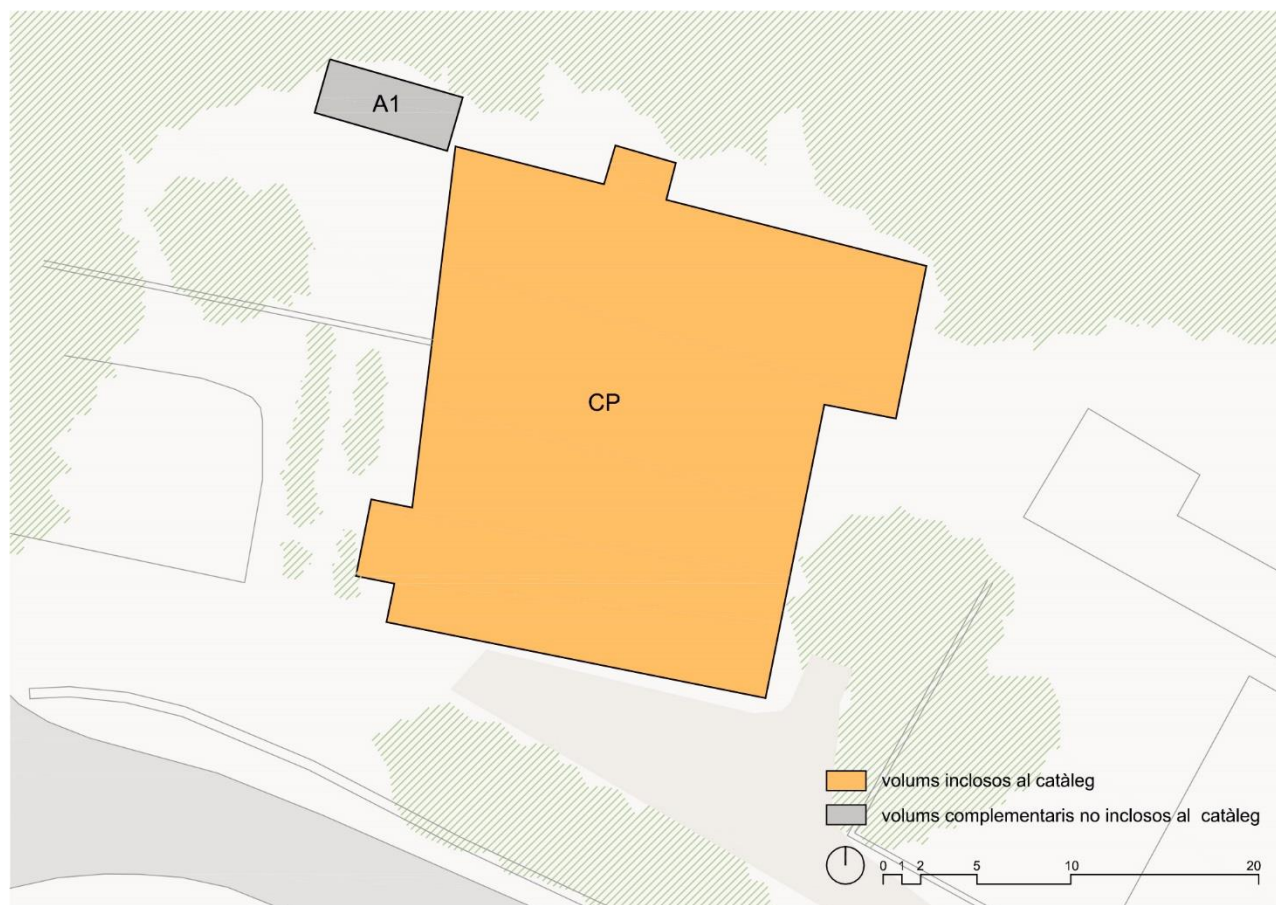 A1
CP
volums inclosos al catàleg
volums complementaris no inclosos al catàleg
0 1 2 5 10 20